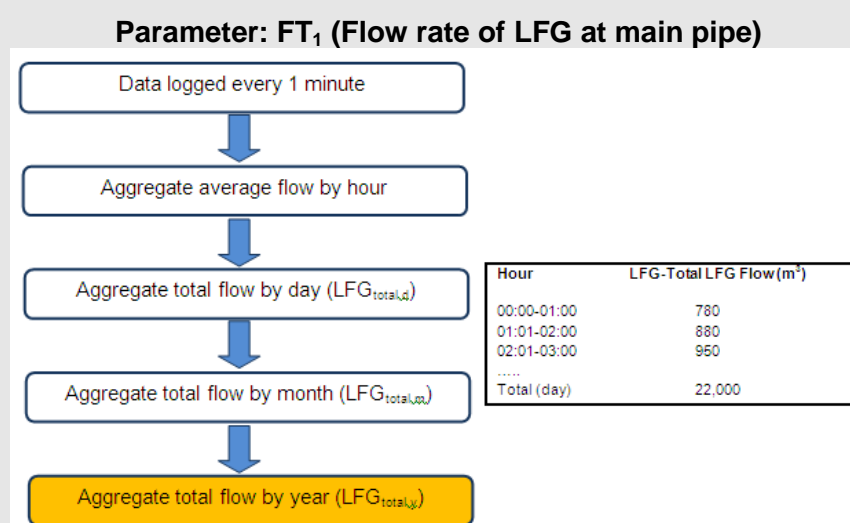 Parameter: FT₁ (Flow rate of LFG at main pipe)
Data logged every 1 minute
Aggregate average flow by hour
Aggregate total flow by day (LFGtotal,d)
Aggregate total flow by month (LFGtotal,m)
Aggregate total flow by year (LFGtotal,y)
Hour LFG-Total LFG Flow (m³)
00:00-01:00 780
01:01-02:00 880
02:01-03:00 950
.....
Total (day) 22,000